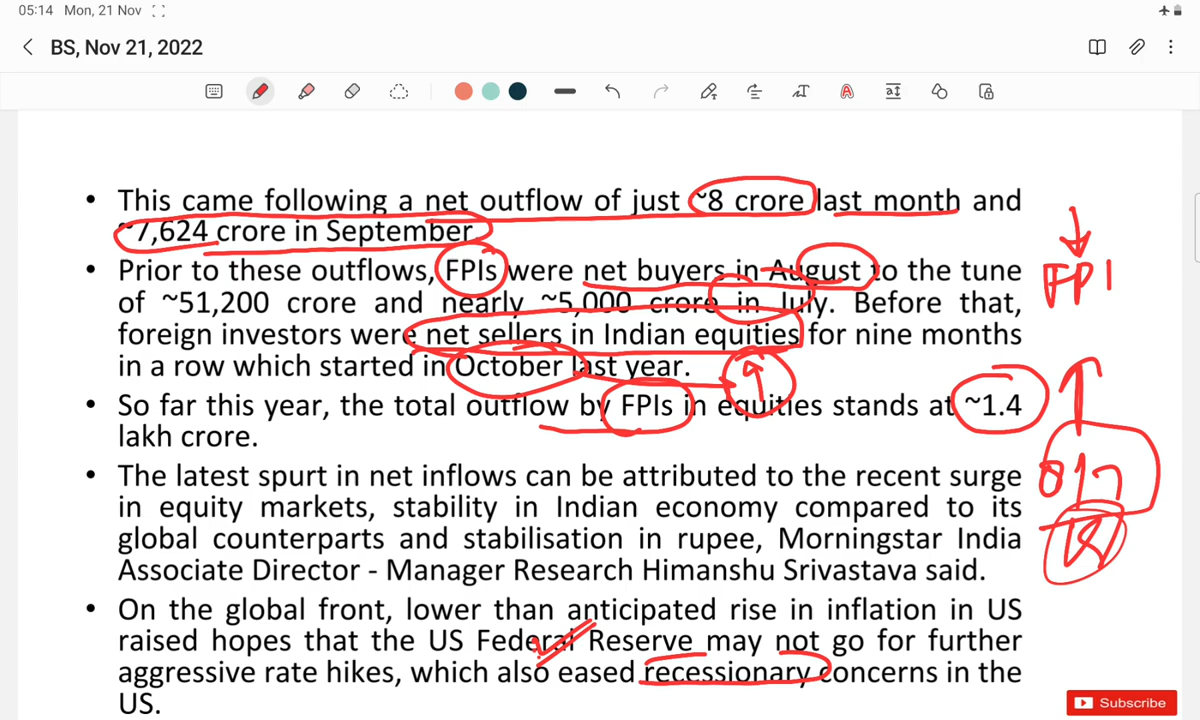 05:14 Mon, 21 Nov
BS, Nov 21, 2022
• This came following a net outflow of just ~8 crore last month and
~7,624 crore in September.
• Prior to these outflows, FPIs were net buyers in August to the tune
of ~51,200 crore and nearly ~5,000 crore in July. Before that,
foreign investors were net sellers in Indian equities for nine months
in a row which started in October last year.
• So far this year, the total outflow by FPIs in equities stands at ~1.4
lakh crore.
• The latest spurt in net inflows can be attributed to the recent surge
in equity markets, stability in Indian economy compared to its
global counterparts and stabilisation in rupee, Morningstar India
Associate Director - Manager Research Himanshu Srivastava said.
• On the global front, lower than anticipated rise in inflation in US
raised hopes that the US Federal Reserve may not go for further
aggressive rate hikes, which also eased recessionary concerns in the
US.
FPI
Subscribe